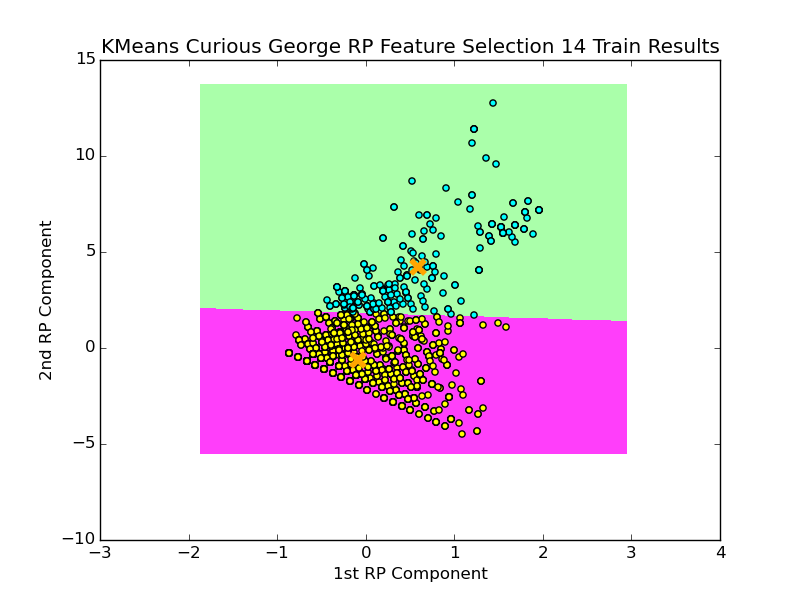 KMeans Curious George RP Feature Selection 14 Train Results
15
10
5
0
−5
−10
−3 −2 −1 0 1 2 3 4
2nd RP Component
1st RP Component